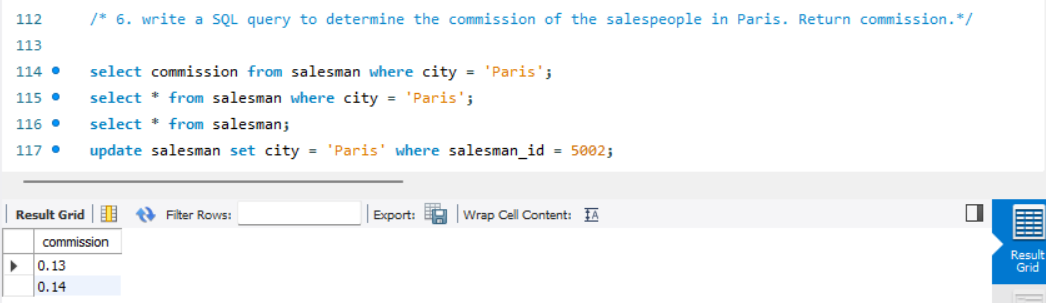 112 /* 6. write a SQL query to determine the commission of the salespeople in Paris. Return commission.*/
113
114 select commission from salesman where city = 'Paris';
115 select * from salesman where city = 'Paris';
116 select * from salesman;
117 update salesman set city = 'Paris' where salesman_id = 5002;
Result Grid Filter Rows: Export: Wrap Cell Content: IA
commission
0.13
0.14
Result
Grid